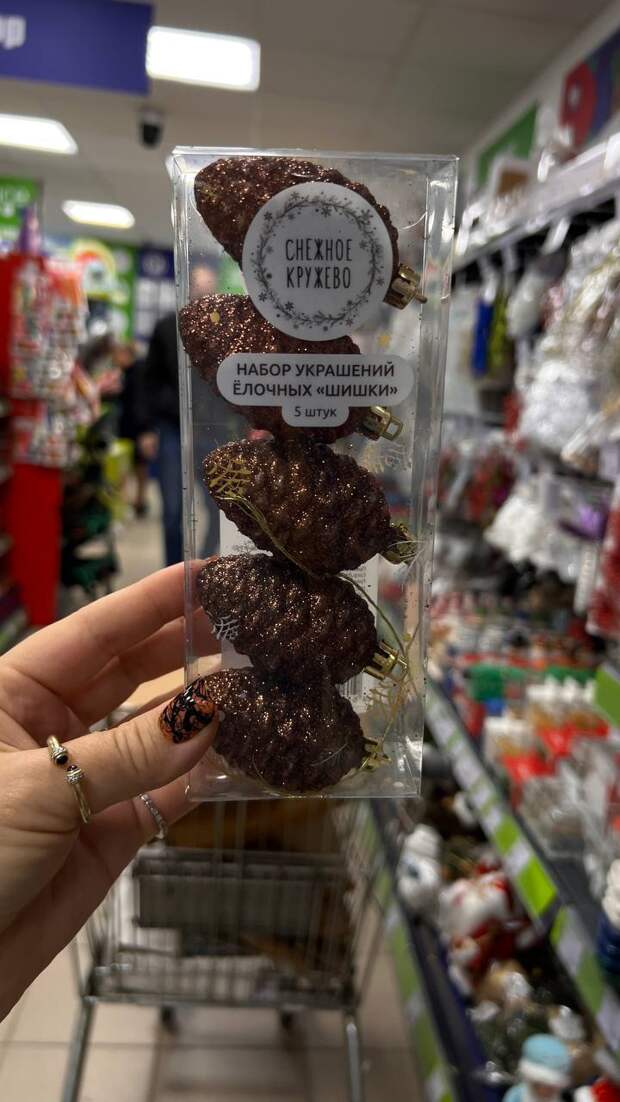 СНЕЖНОЕ
КРУЖЕВО
НАБОР УКРАШЕНИЙ
ЁЛОЧНЫХ «ШИШКИ»
5 штук